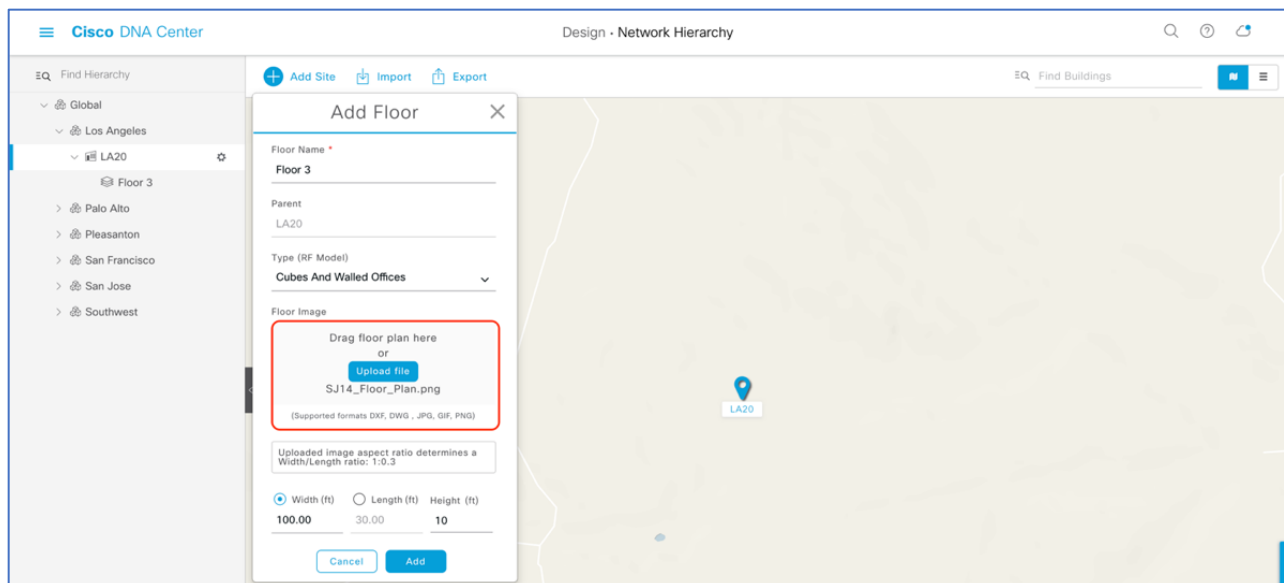 Cisco DNA Center
Design · Network Hierarchy
Find Hierarchy
Add Site
Import
Export
Find Buildings
Global
Los Angeles
LA20
Floor 3
Palo Alto
Pleasanton
San Francisco
San Jose
Southwest
Add Floor
Floor Name *
Floor 3
Parent
LA20
Type (RF Model)
Cubes And Walled Offices
Floor Image
Drag floor plan here
or
Upload file
SJ14_Floor_Plan.png
(Supported formats DXF, DWG , JPG, GIF, PNG)
Uploaded image aspect ratio determines a
Width/Length ratio: 1:0.3
Width (ft) Length (ft) Height (ft)
100.00 30.00 10
Cancel Add
LA20